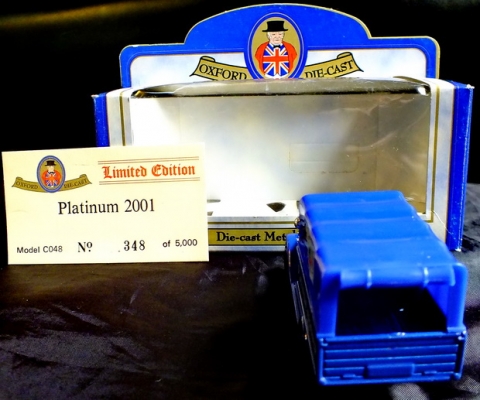 OXFORD DIE-CAST
OXFORD DIE-CAST
Limited Edition
Platinum 2001
Model C048 Nº .348 of 5,000
Die-cast Met